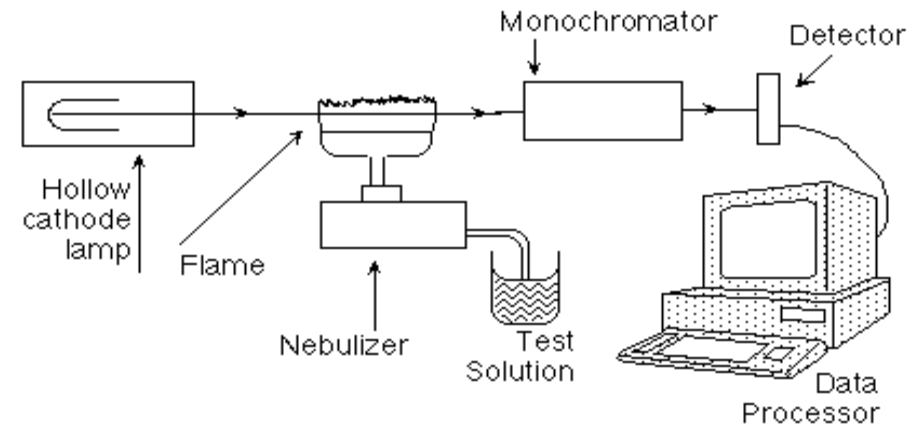 Monochromator
Detector
Hollow
cathode
lamp
Flame
Nebulizer
Test
Solution
Data
Processor